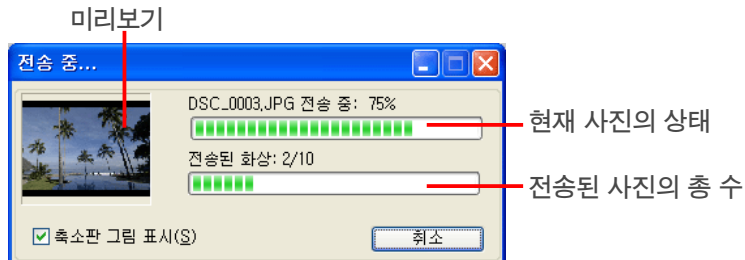 미리보기
전송 중...
DSC_0003.JPG 전송 중: 75%
현재 사진의 상태
전송된 화상: 2/10
전송된 사진의 총 수
축소판 그림 표시(S)
취소